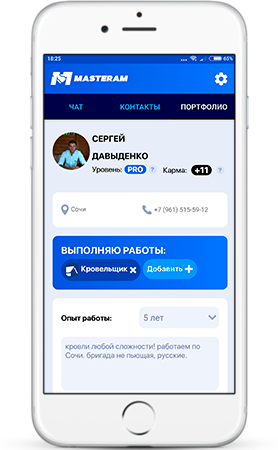 18:25
65%
MASTERAM
ЧАТ КОНТАКТЫ ПОРТФОЛИО
СЕРГЕЙ
ДАВЫДЕНКО
Уровень: PRO ? Карма: +11 ?
Сочи +7 (961) 515-59-12
ВЫПОЛНЯЮ РАБОТЫ:
Кровельщик × Добавить +
Опыт работы: 5 лет
кровли любой сложности! работаем по
Сочи. бригада не пьющая, русские.